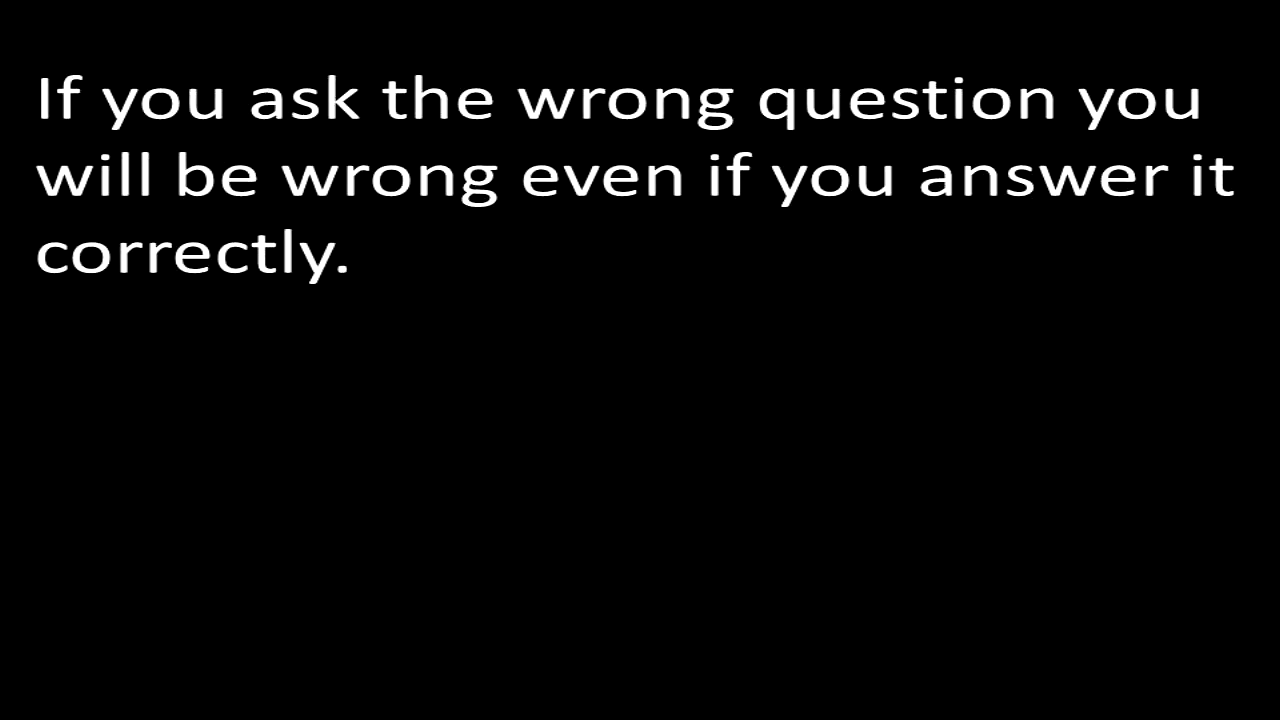 If you ask the wrong question you
will be wrong even if you answer it
correctly.